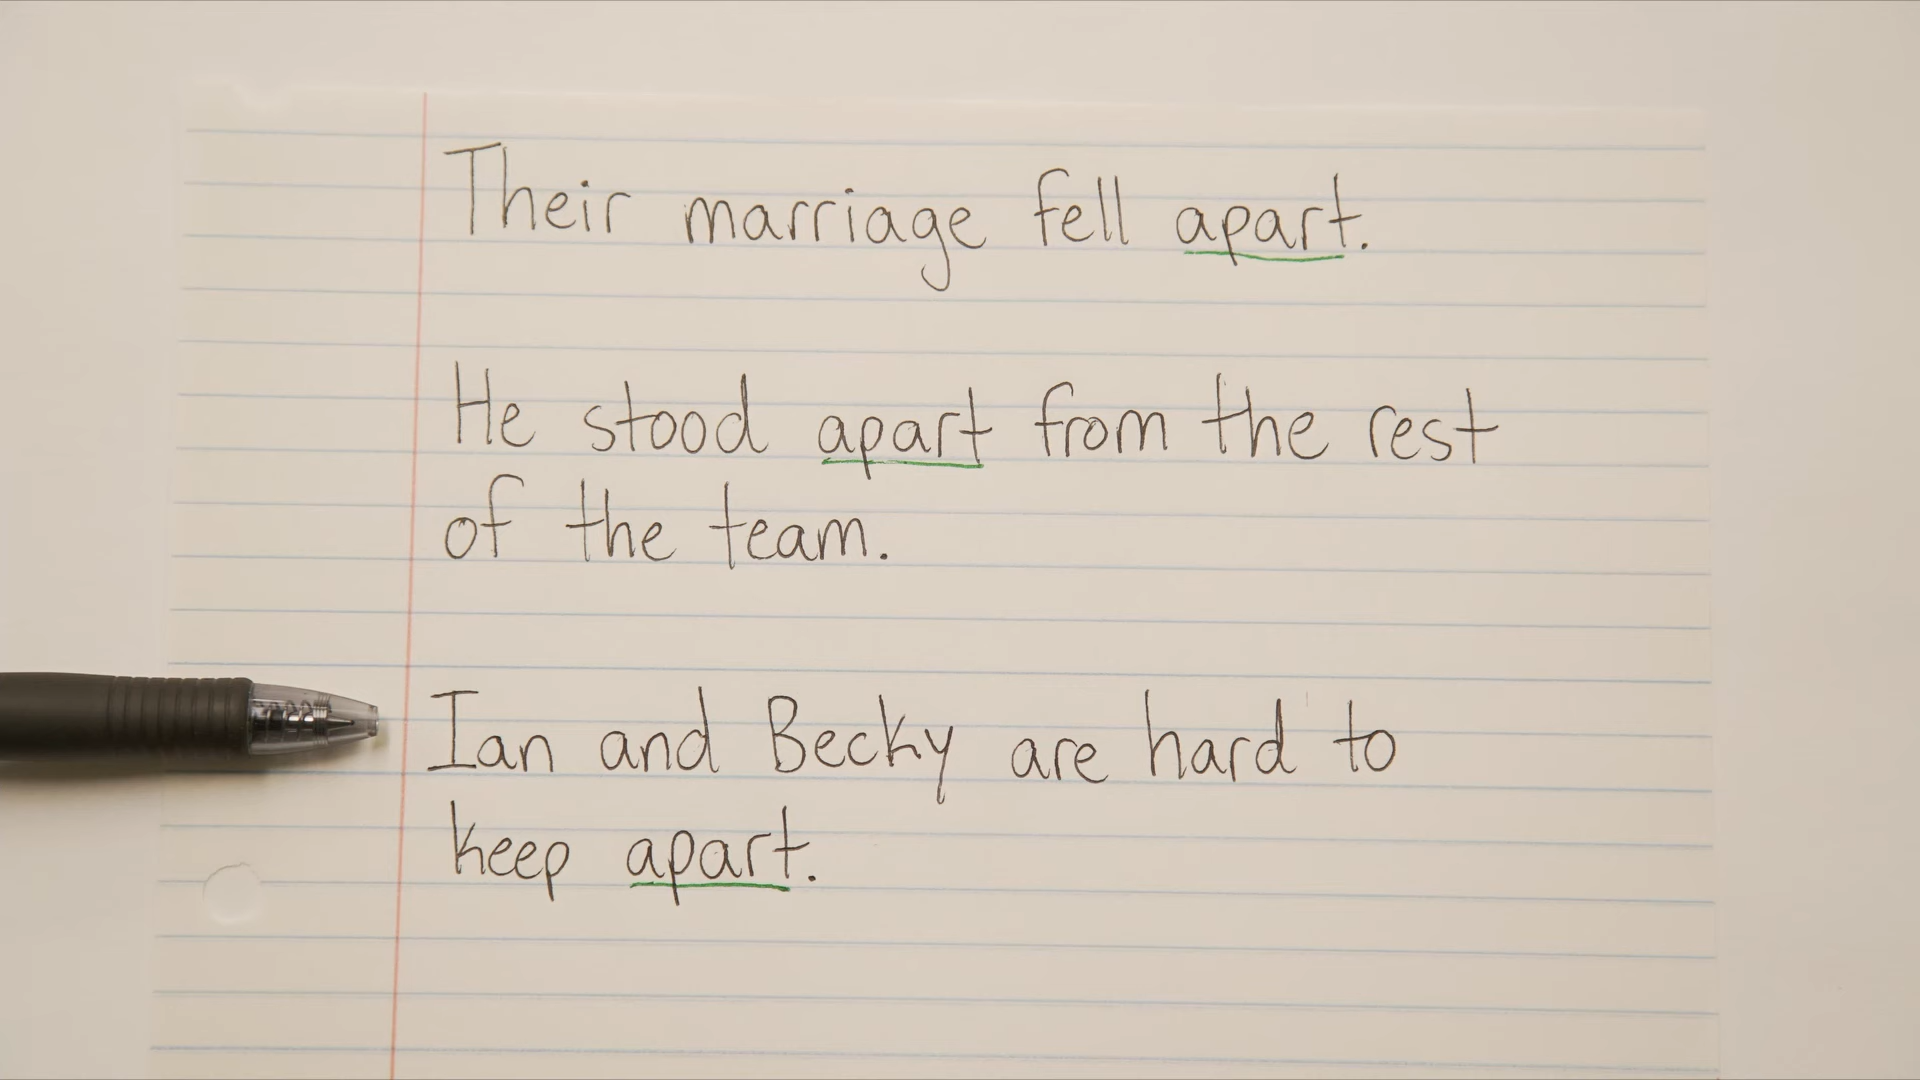 Their marriage fell apart.
He stood apart from the rest
of the team.
Ian and Becky are hard to
keep apart.